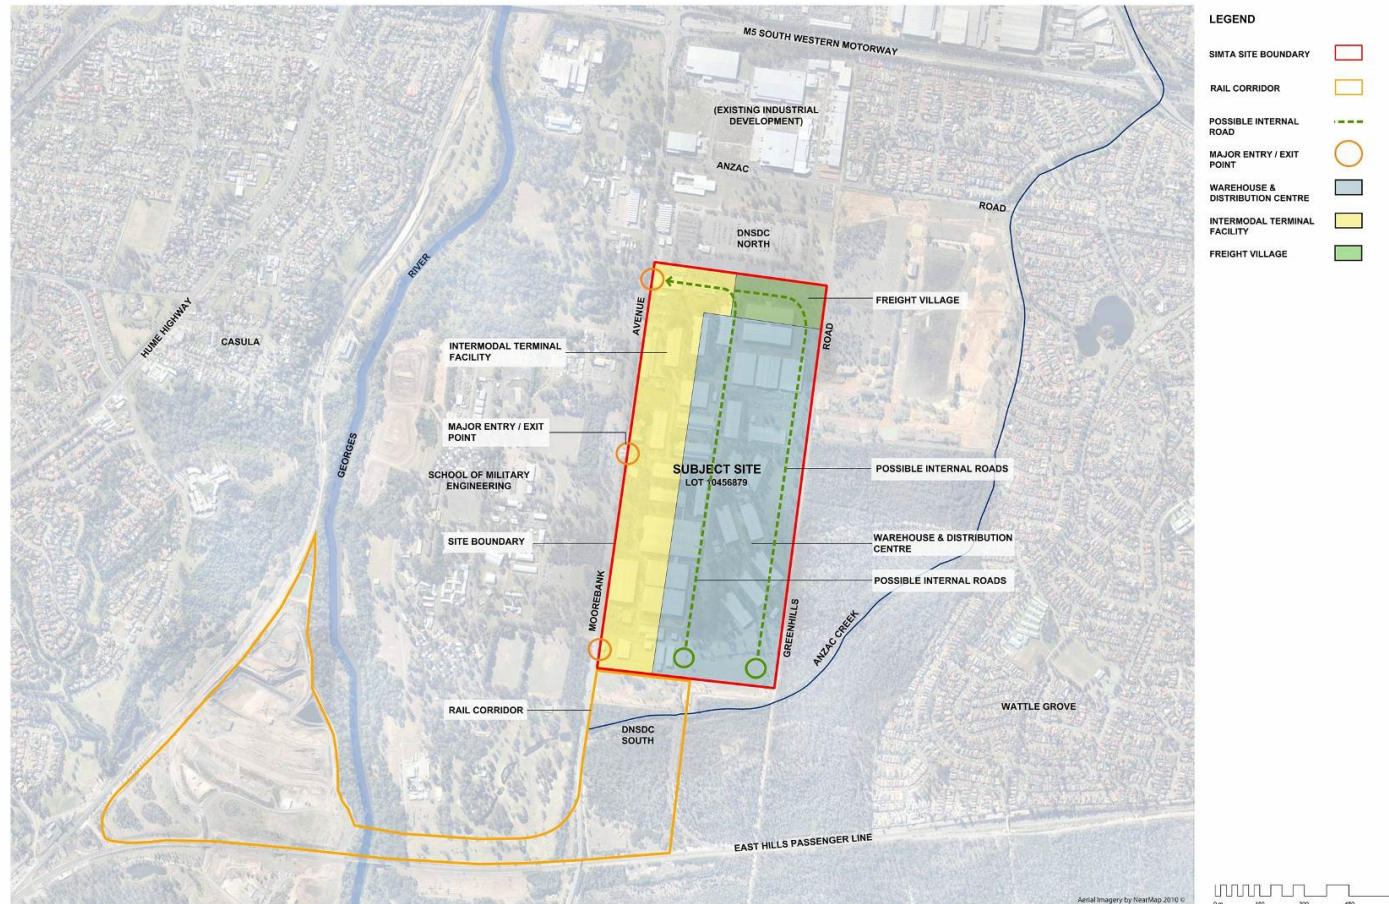 M5 SOUTH WESTERN MOTORWAY
(EXISTING INDUSTRIAL
DEVELOPMENT)
ANZAC
ROAD
DNSDC
NORTH
RIVER
AVENUE
FREIGHT VILLAGE
ROAD
HUME HIGHWAY
CASULA
INTERMODAL TERMINAL
FACILITY
MAJOR ENTRY / EXIT
POINT
GEORGES
SCHOOL OF MILITARY
ENGINEERING
SUBJECT SITE
LOT 10456879
POSSIBLE INTERNAL ROADS
SITE BOUNDARY
WAREHOUSE & DISTRIBUTION
CENTRE
POSSIBLE INTERNAL ROADS
MOOREBANK
GREENHILLS
ANZAC CREEK
RAIL CORRIDOR
DNSDC
SOUTH
WATTLE GROVE
EAST HILLS PASSENGER LINE
Aerial Imagery by NearMap 2010 ©
LEGEND
SIMTA SITE BOUNDARY
RAIL CORRIDOR
POSSIBLE INTERNAL
ROAD
MAJOR ENTRY / EXIT
POINT
WAREHOUSE &
DISTRIBUTION CENTRE
INTERMODAL TERMINAL
FACILITY
FREIGHT VILLAGE